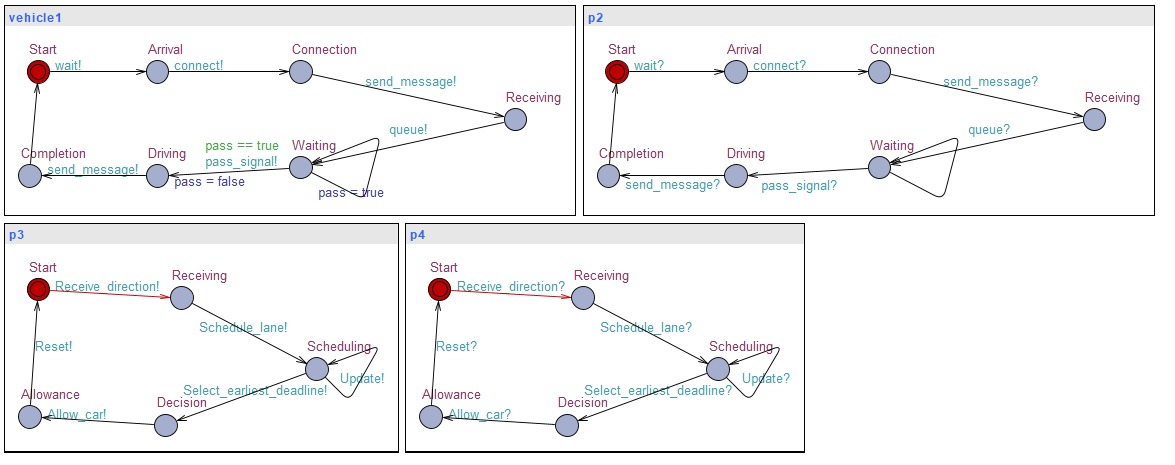 vehicle1
Start
Arrival
Connection
wait!
connect!
send_message!
Receiving
queue!
pass == true
Waiting
Completion
Driving
pass_signal!
send_message!
pass = false
pass = true
p2
Start
Arrival
Connection
wait?
connect?
send_message?
Receiving
queue?
Waiting
Completion
Driving
send_message?
pass_signal?
p3
Start
Receiving
Receive_direction!
Schedule_lane!
Reset!
Scheduling
Update!
Select_earliest_deadline!
Allowance
Decision
Allow_car!
p4
Start
Receiving
Receive_direction?
Schedule_lane?
Reset?
Scheduling
Update?
Select_earliest_deadline?
Allowance
Decision
Allow_car?